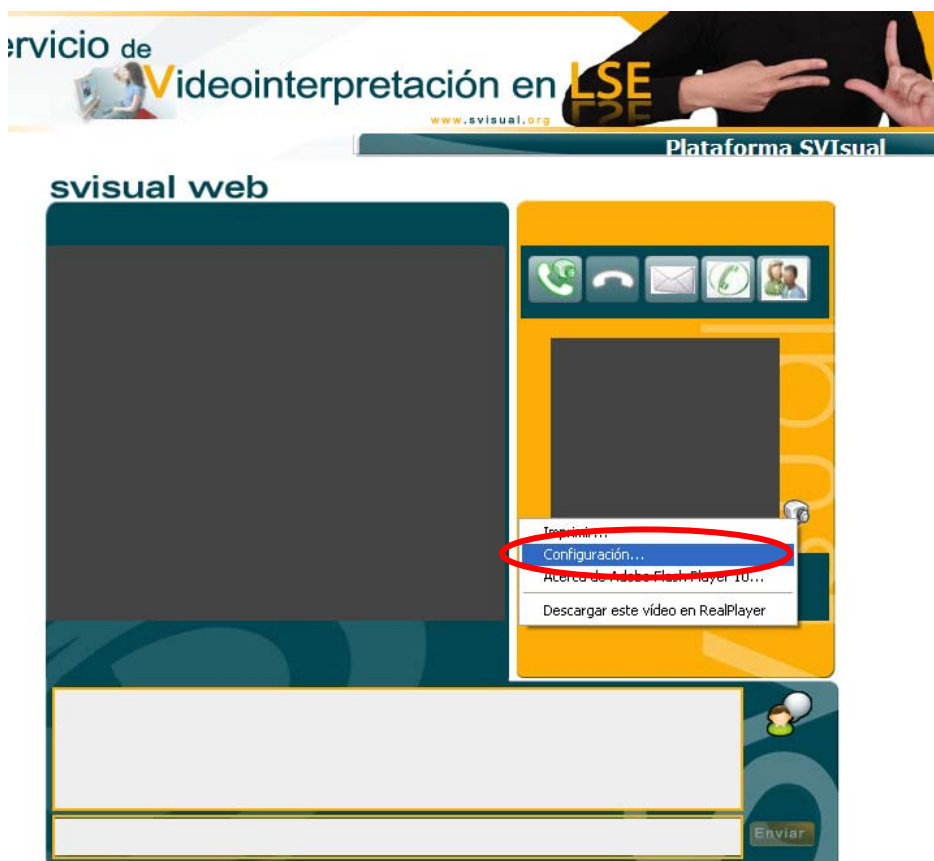 ervicio de
Videointerpretación en LSE
www.svisual.org
Plataforma SVIsual
svisual web
Imprimir...
Configuración...
Acerca de Adobe Flash Player 10...
Descargar este vídeo en RealPlayer
Enviar